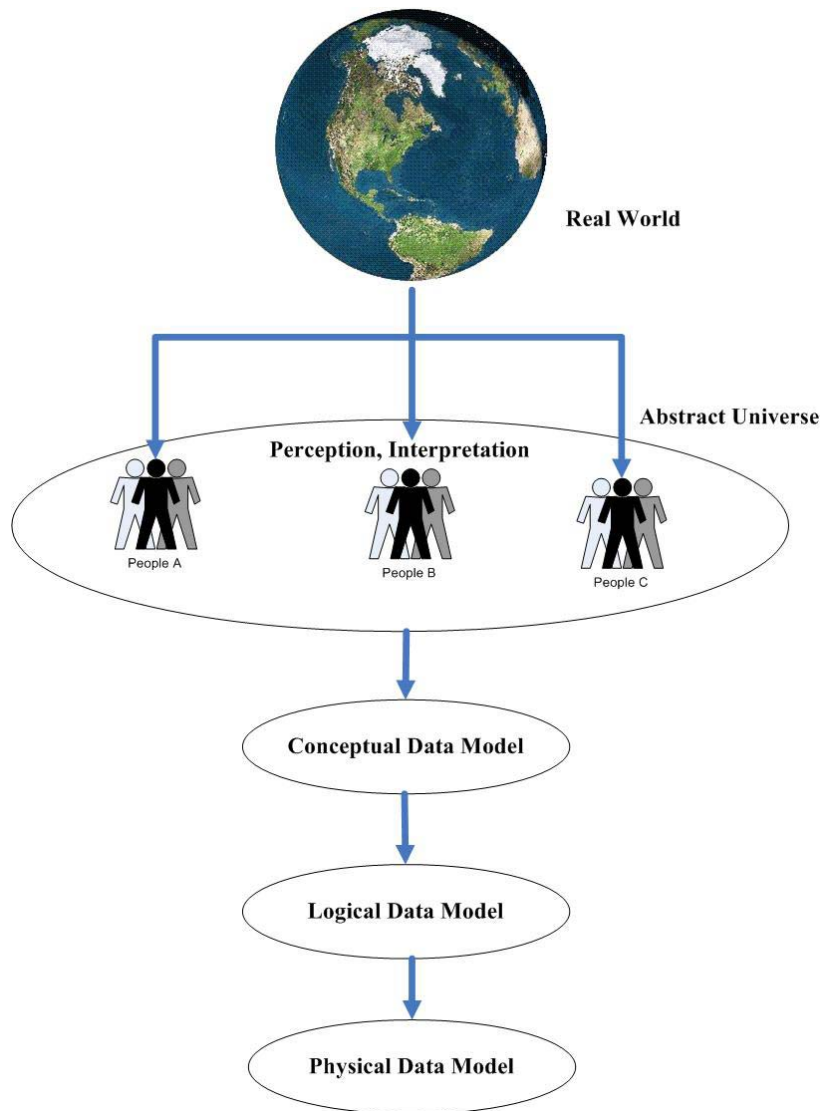 Real World
Abstract Universe
Perception, Interpretation
People A
People B
People C
Conceptual Data Model
Logical Data Model
Physical Data Model